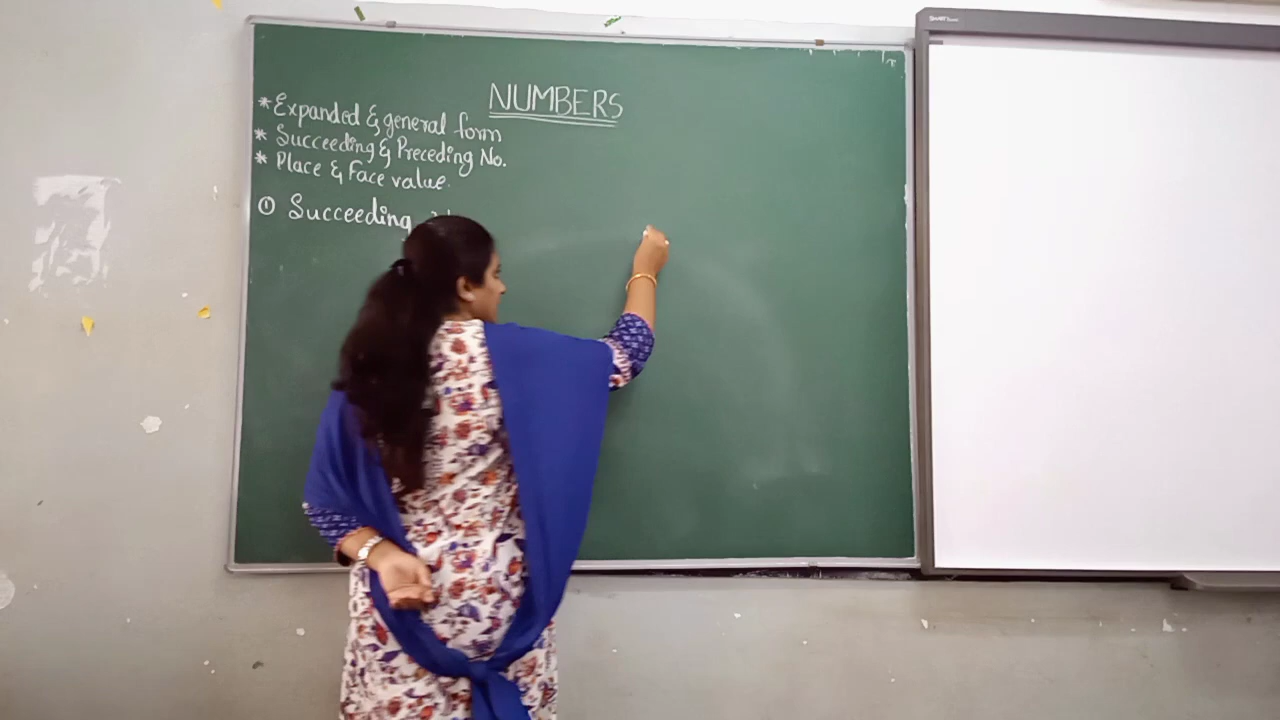 NUMBERS
* Expanded & general form
* Succeeding & Preceding No.
* Place & Face value.
① Succeeding